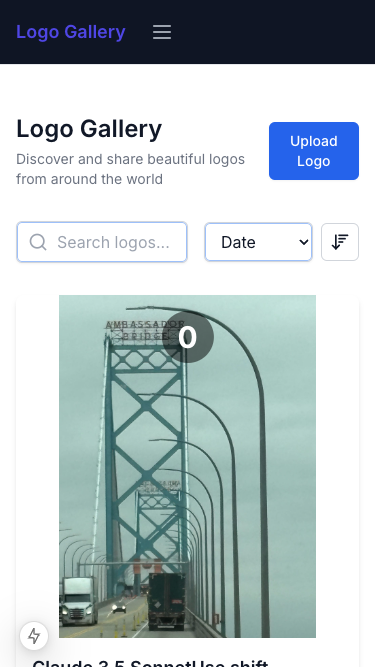 Logo Gallery
Logo Gallery
Discover and share beautiful logos
from around the world
Upload
Logo
Search logos...
Date
AMBASSADOR
BRIDGE
0
Claude 3.5 SonnetUse shift